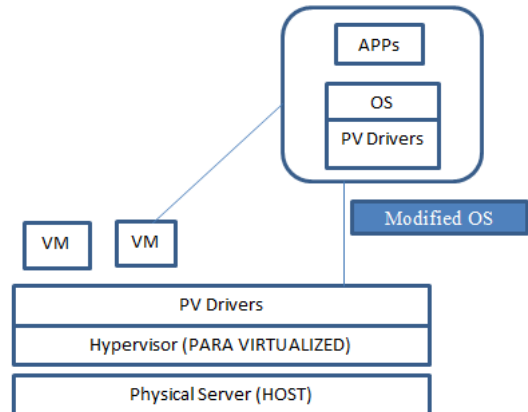 APPs
OS
PV Drivers
Modified OS
VM
VM
PV Drivers
Hypervisor (PARA VIRTUALIZED)
Physical Server (HOST)